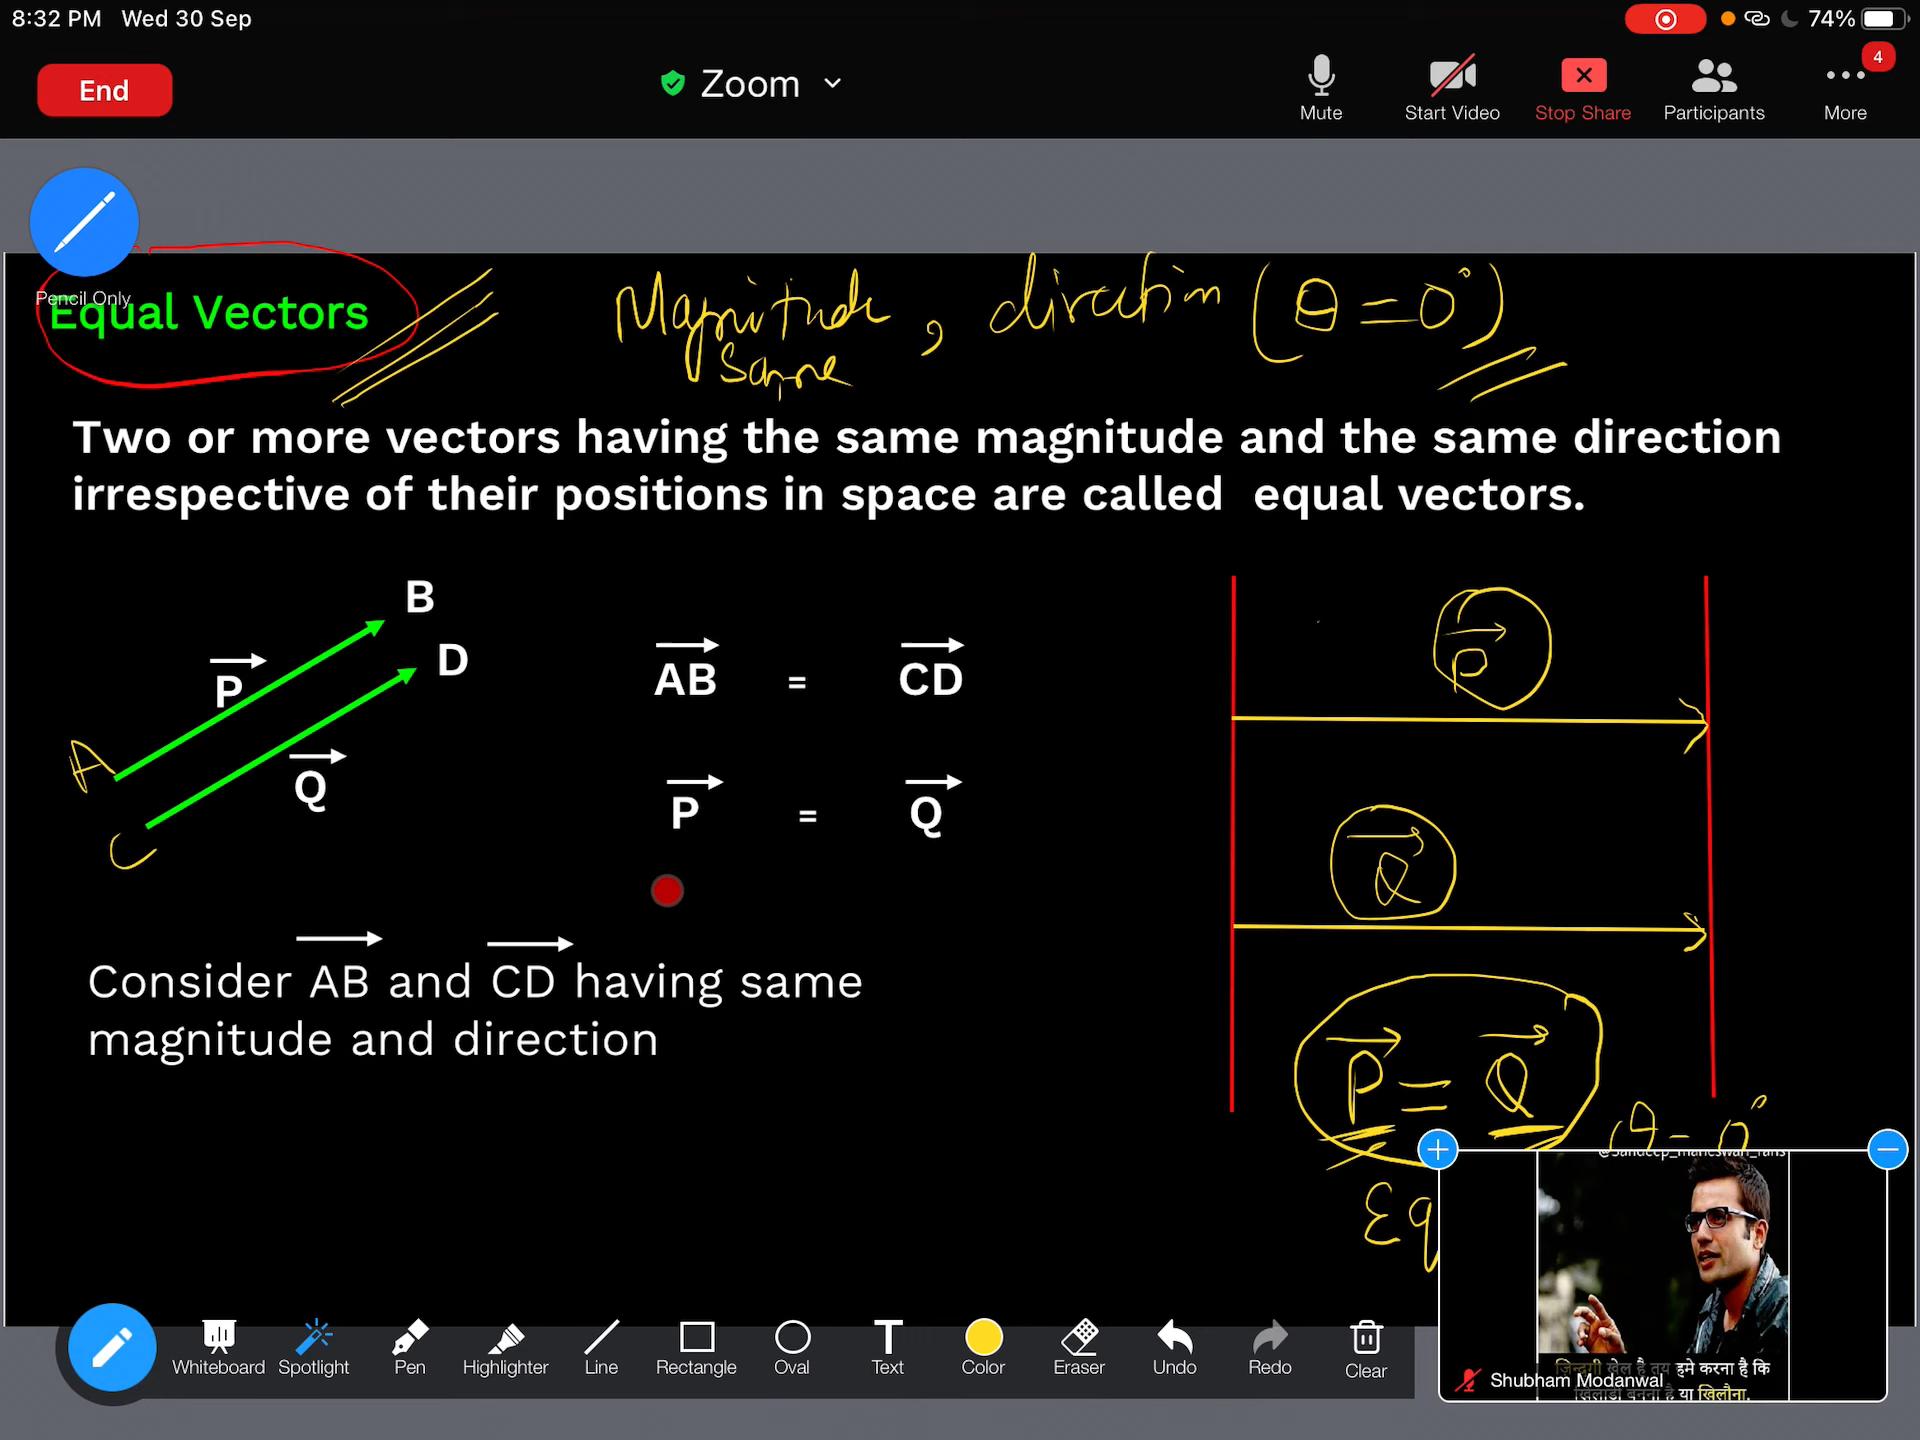 8:32 PM Wed 30 Sep
74%
End
Zoom
Mute
Start Video
Stop Share
Participants
More
4
Pencil Only
Equal Vectors
Magnitude , direction (θ = 0°)
Same
Two or more vectors having the same magnitude and the same direction
irrespective of their positions in space are called equal vectors.
B
D
P
Q
A
C
AB = CD
P = Q
P
Q
P = Q
Consider AB and CD having same
magnitude and direction
Eq
Whiteboard
Spotlight
Pen
Highlighter
Line
Rectangle
Oval
Text
Color
Eraser
Undo
Redo
Clear
हमे करना है कि
Shubham Modanwal
या खिलौना.